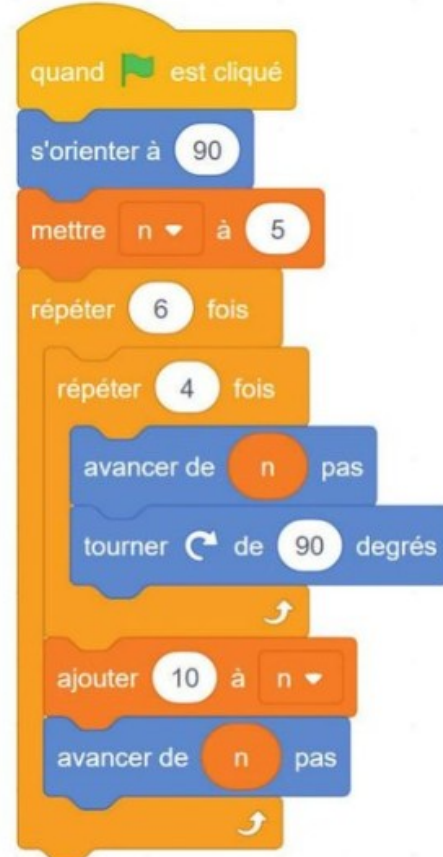 quand est cliqué
s'orienter à 90
mettre n à 5
répéter 6 fois
répéter 4 fois
avancer de n pas
tourner de 90 degrés
ajouter 10 à n
avancer de n pas